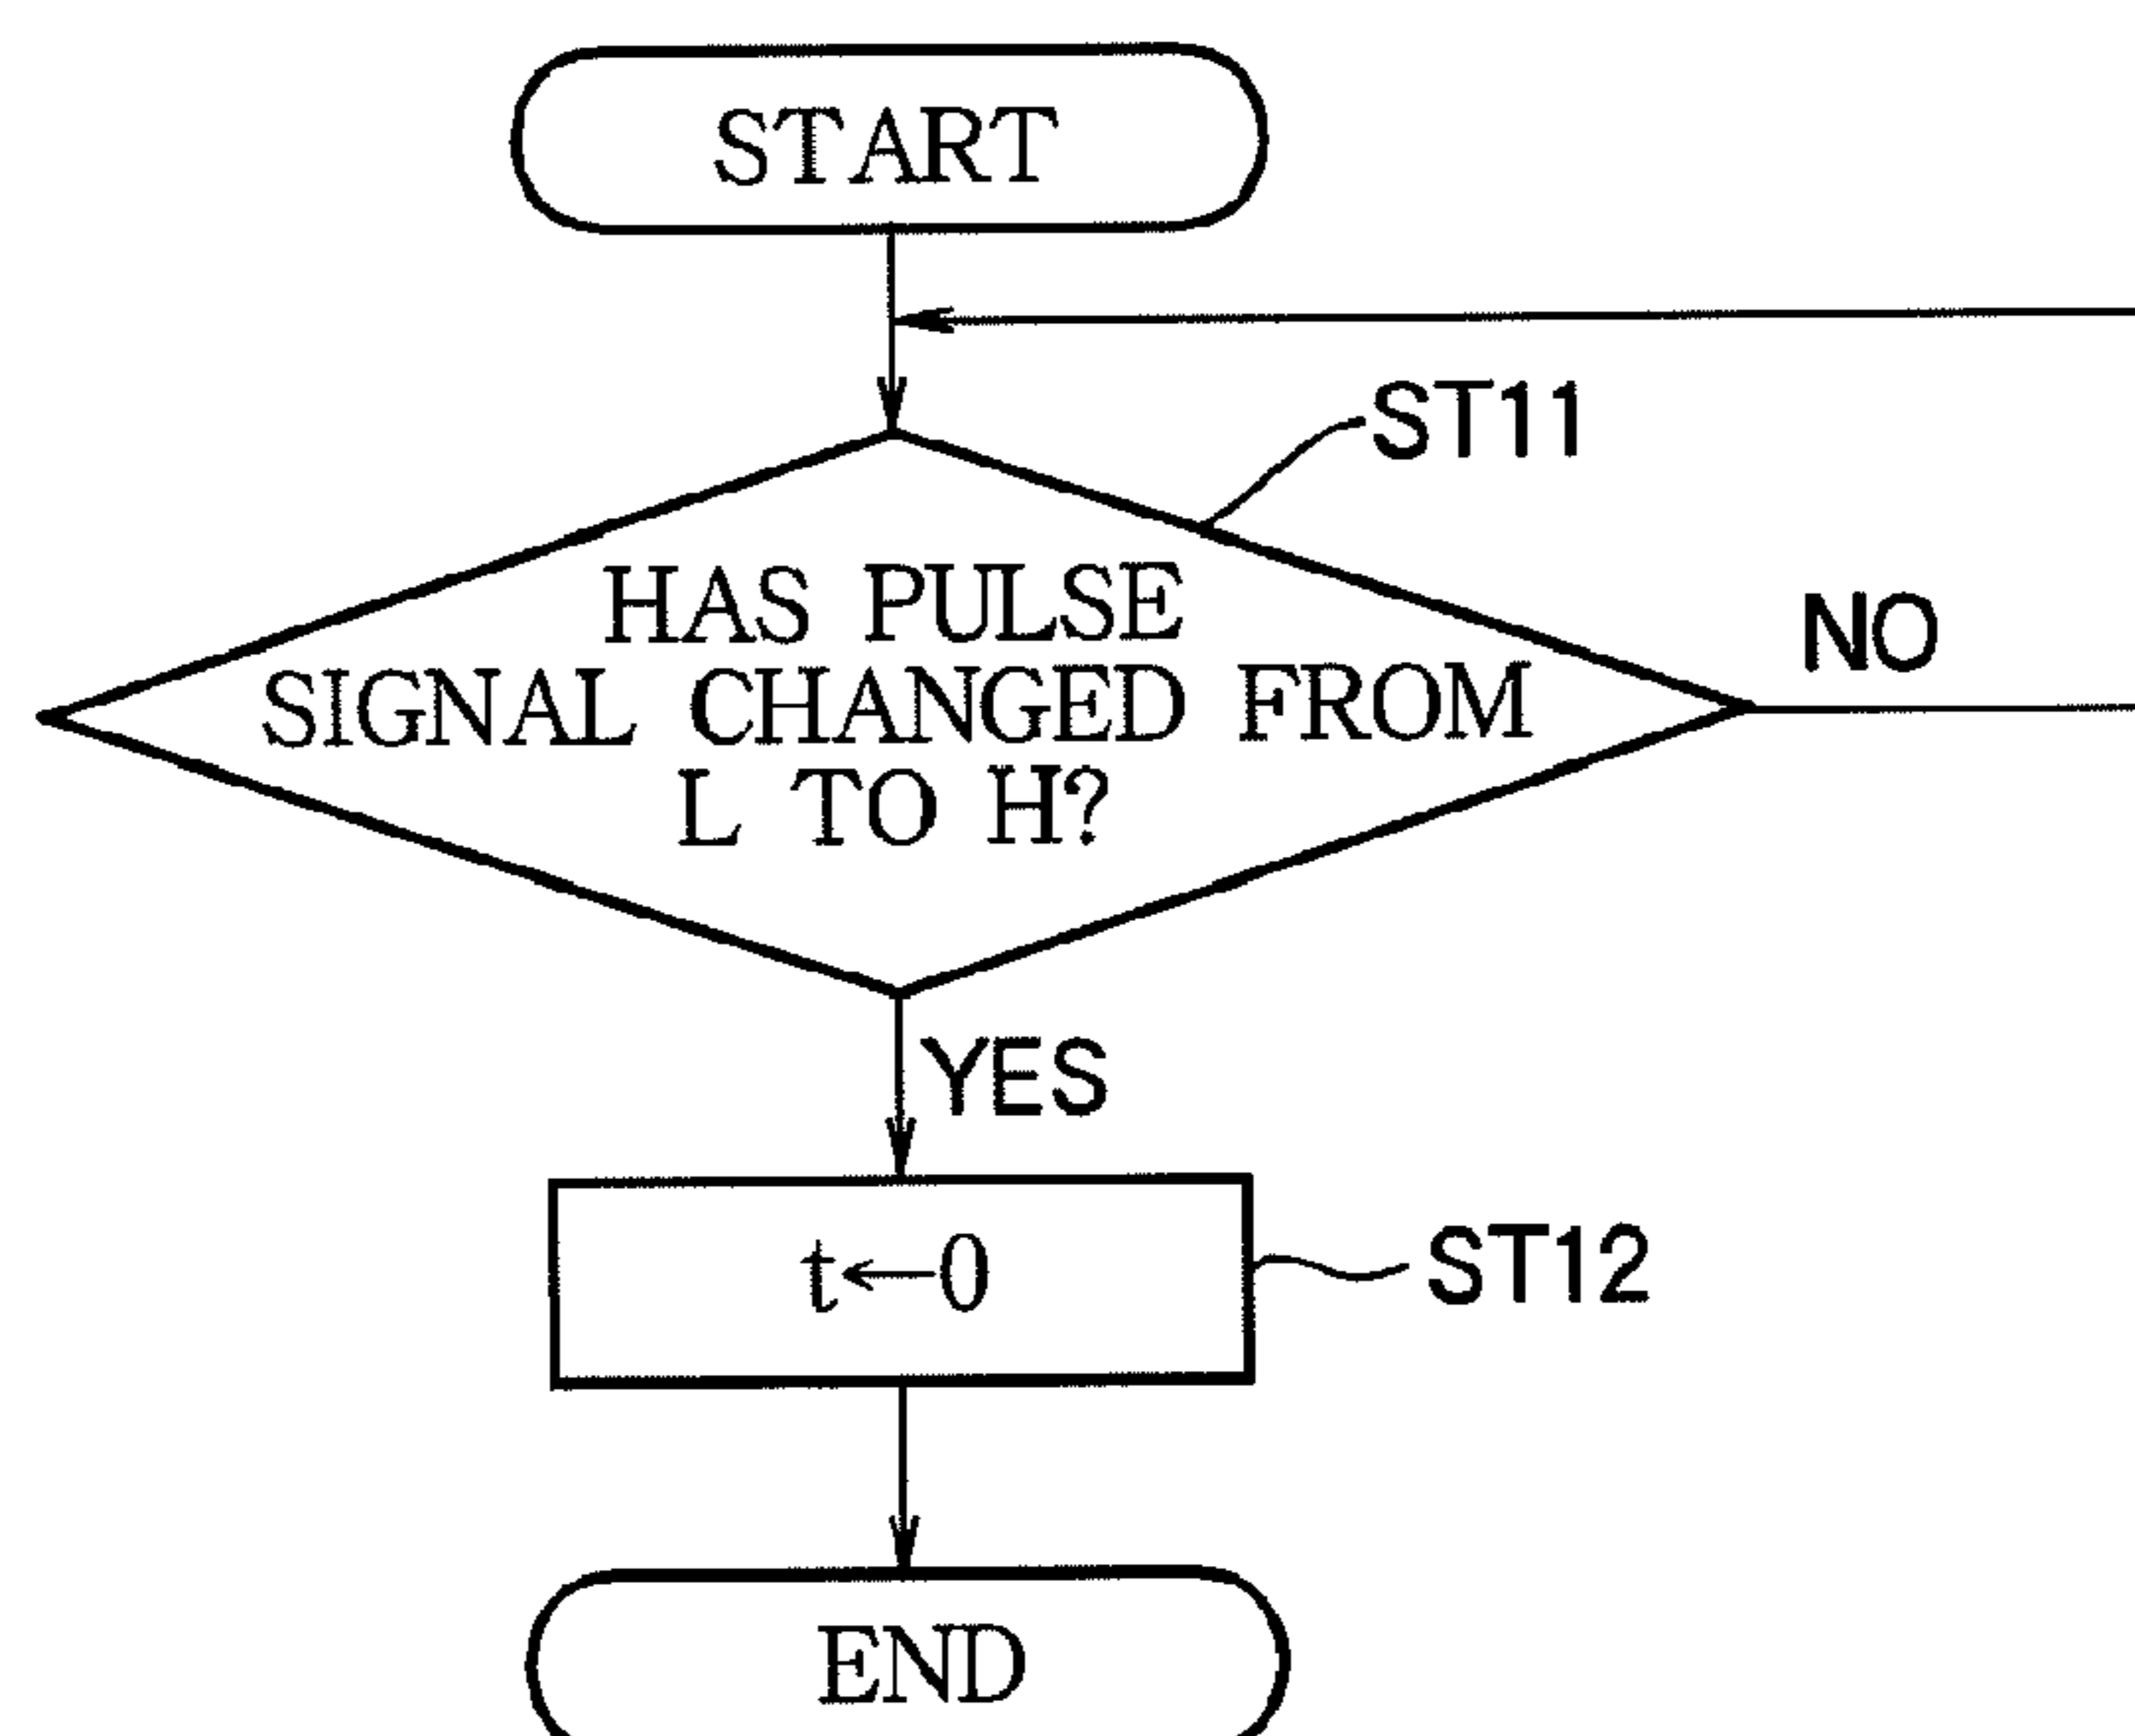 START
ST11
HAS PULSE
SIGNAL CHANGED FROM
L TO H?
NO
YES
t←0
ST12
END